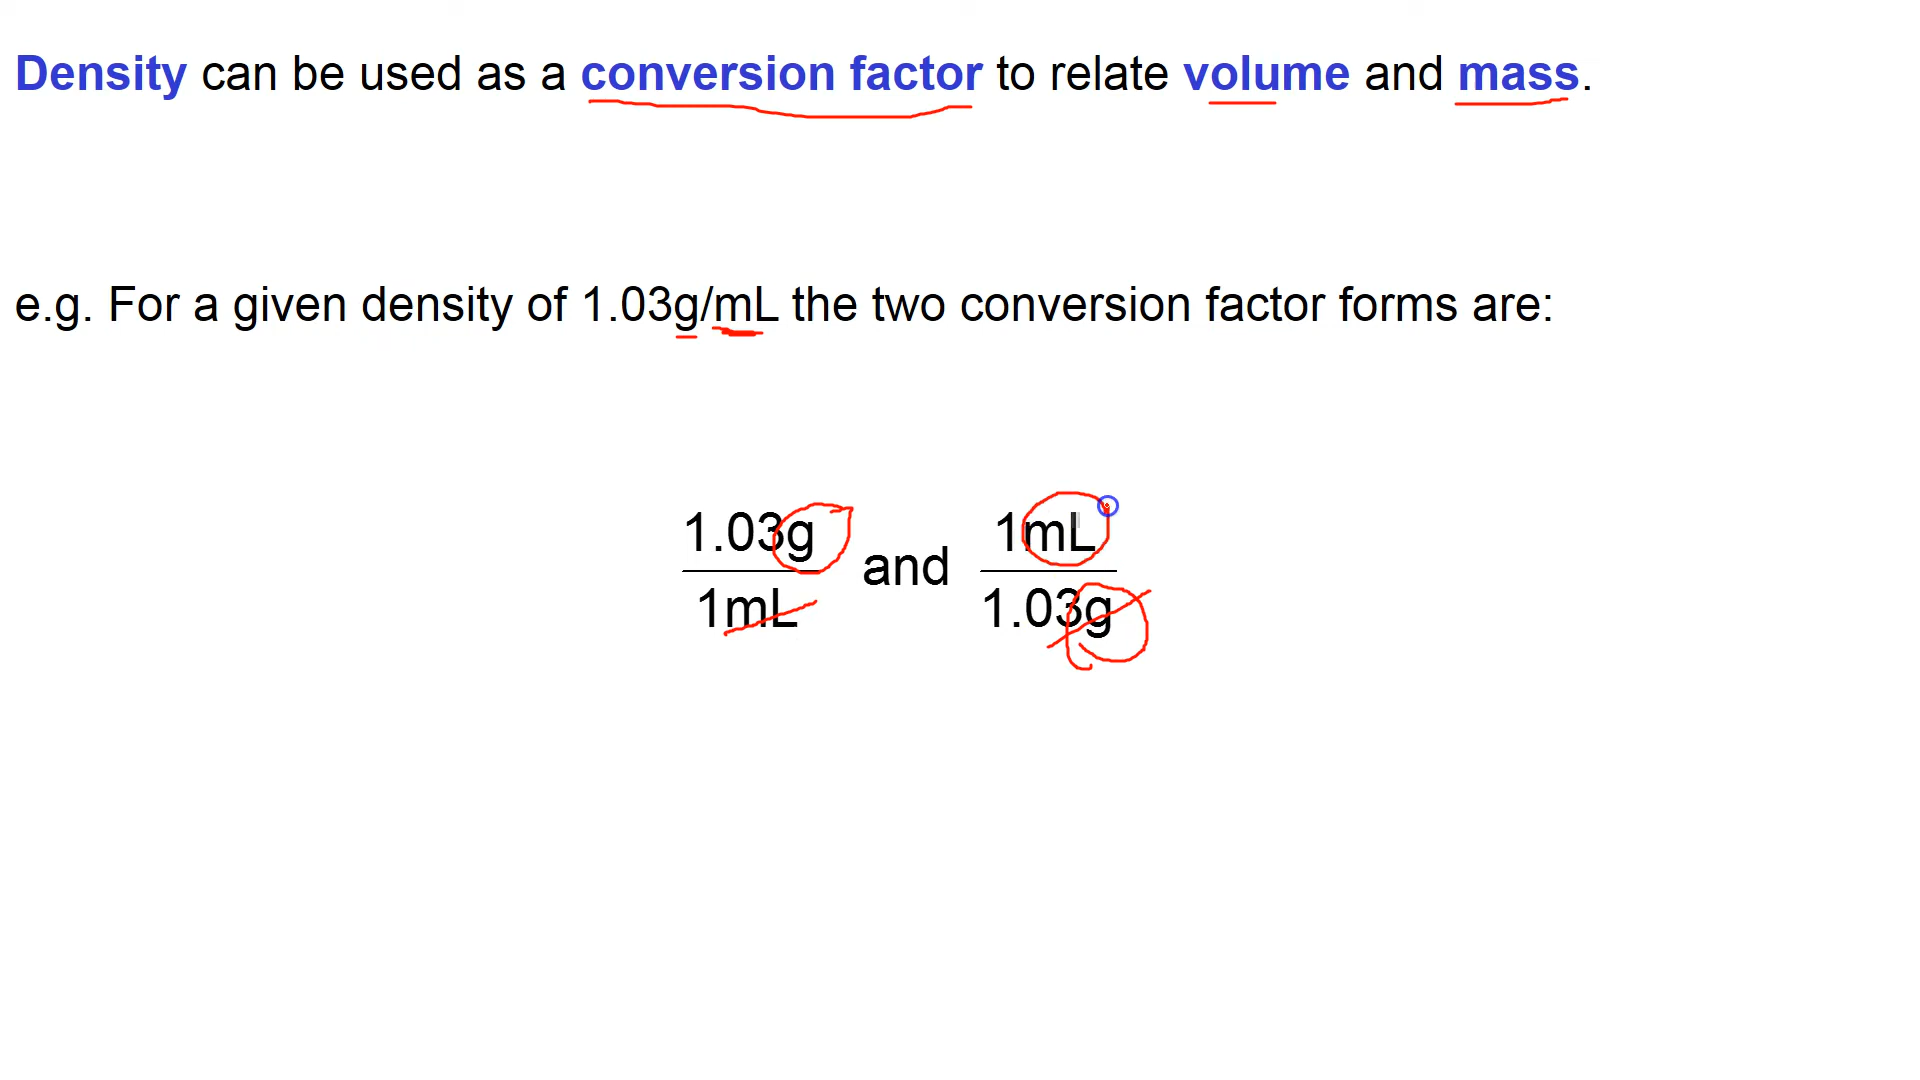 Density can be used as a conversion factor to relate volume and mass.
e.g. For a given density of 1.03g/mL the two conversion factor forms are:
1.03g
1mL
and
1mL
1.03g